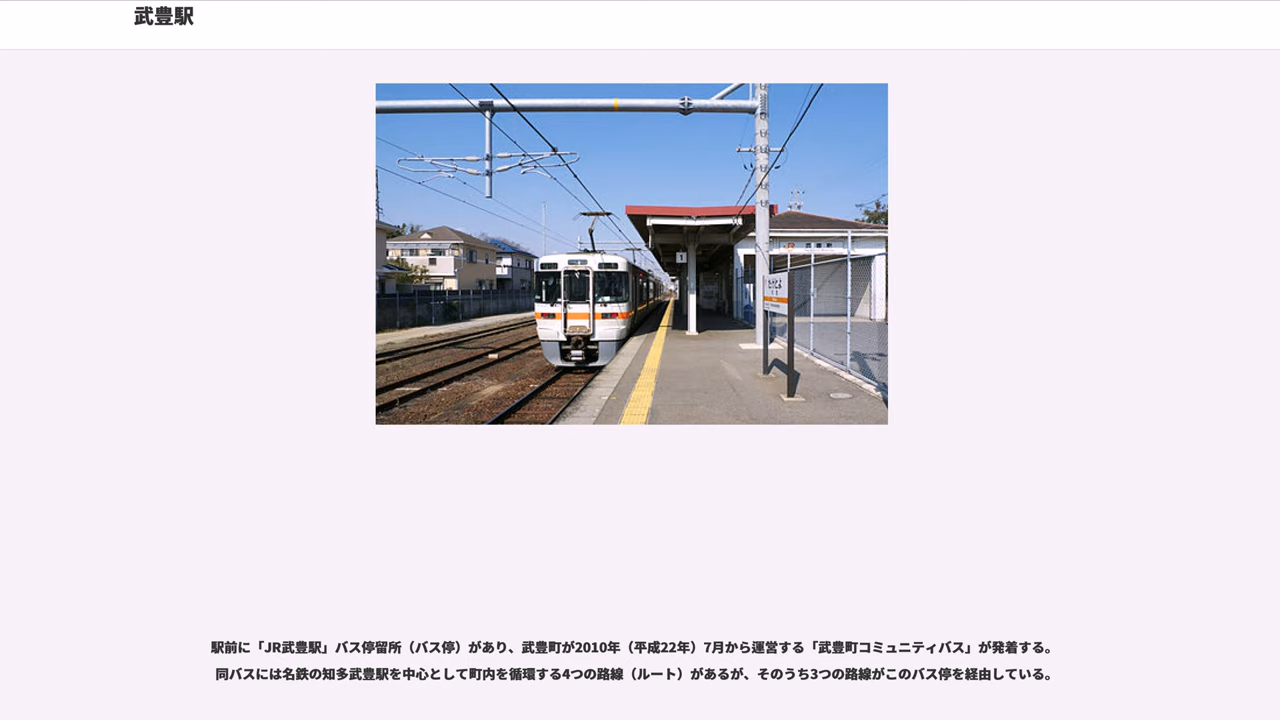 武豊駅
1
駅前に「JR武豊駅」バス停留所（バス停）があり、武豊町が2010年（平成22年）7月から運営する「武豊町コミュニティバス」が発着する。
同バスには名鉄の知多武豊駅を中心として町内を循環する4つの路線（ルート）があるが、そのうち3つの路線がこのバス停を経由している。